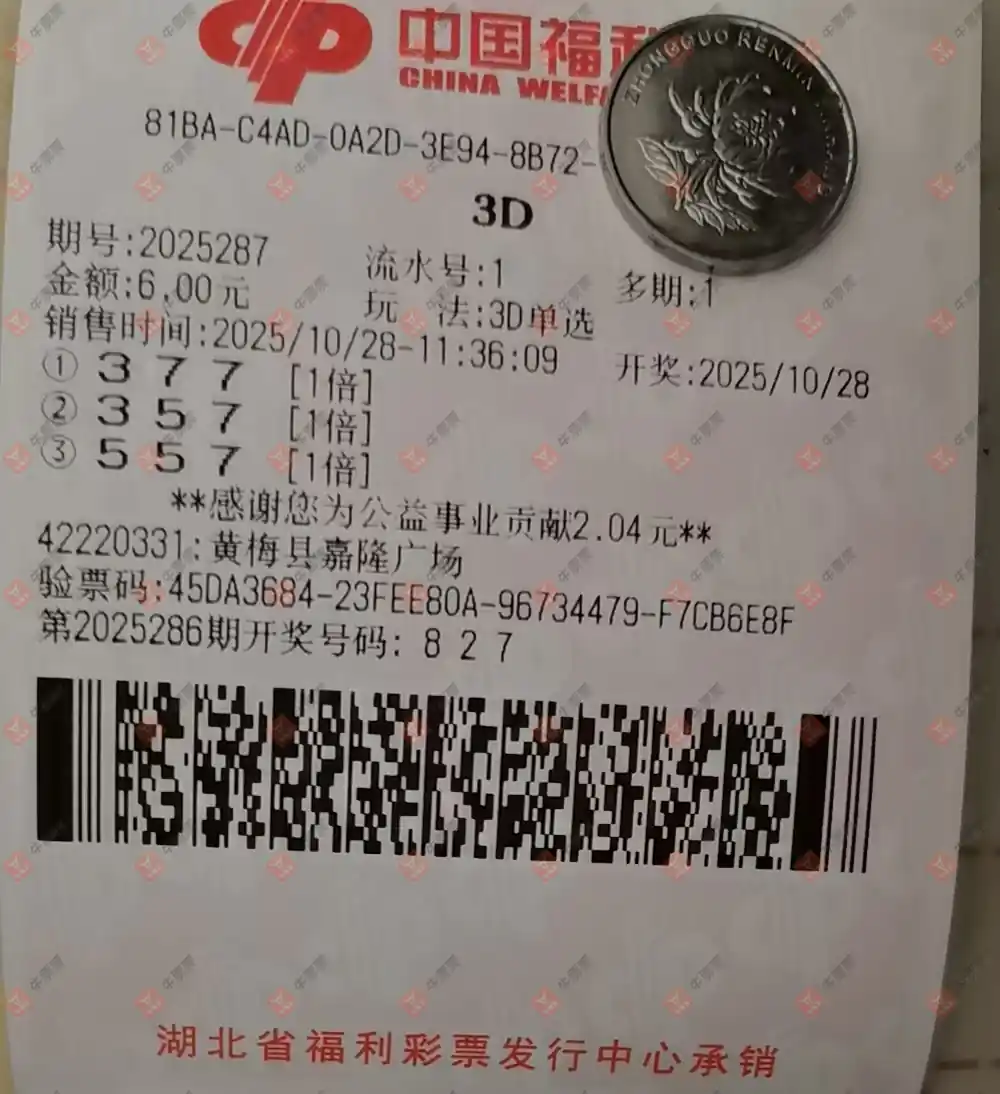 中国福利
CHINA WELFA
81BA-C4AD-0A2D-3E94-8B72-
ZHONGGUO RENMIN
3D
期号:2025287 流水号:1 多期:1
金额:6.00元 玩 法:3D单选
销售时间:2025/10/28-11:36:09 开奖:2025/10/28
① 3 7 7 [1倍]
② 3 5 7 [1倍]
③ 5 5 7 [1倍]
**感谢您为公益事业贡献2.04元**
42220331:黄梅县嘉隆广场
验票码:45DA3684-23FEE80A-96734479-F7CB6E8F
第2025286期开奖号码: 8 2 7
湖北省福利彩票发行中心承销